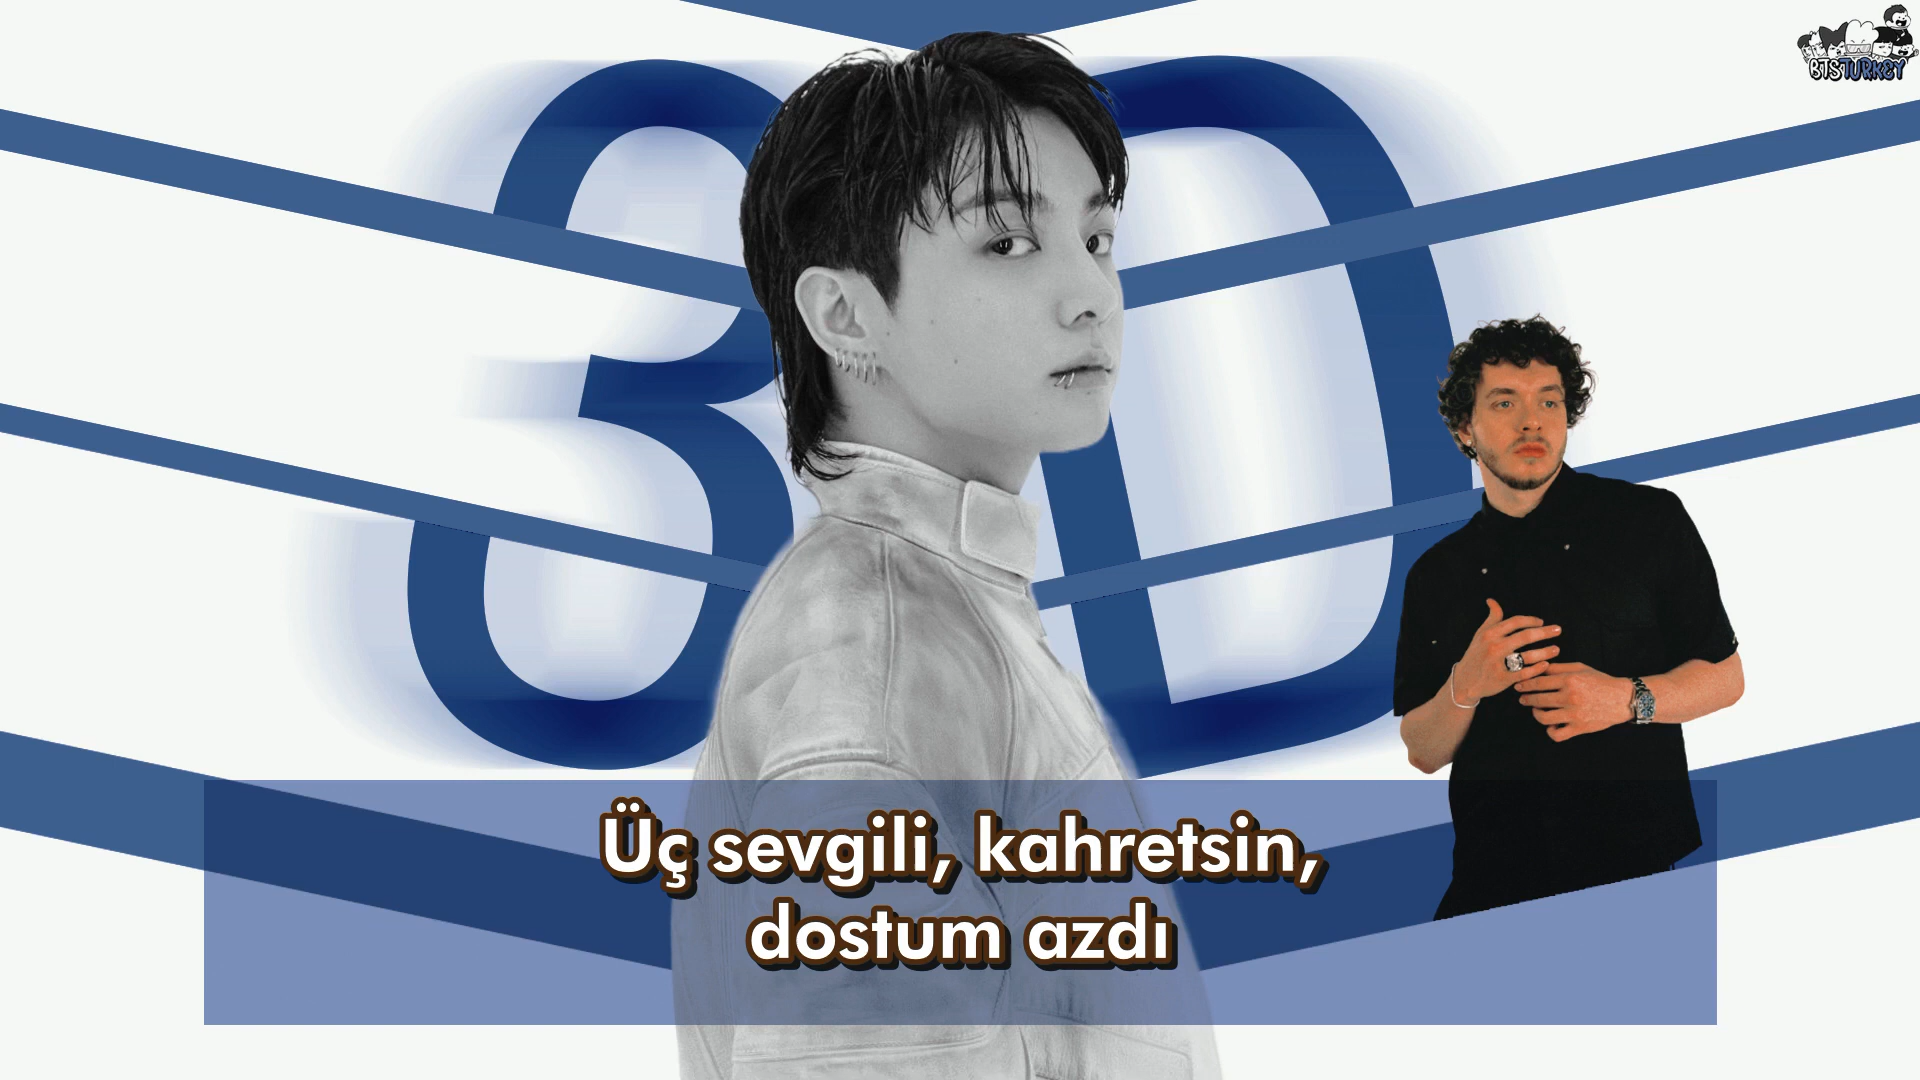 BTSTURKEY
3D
Üç sevgili, kahretsin,
dostum azdı